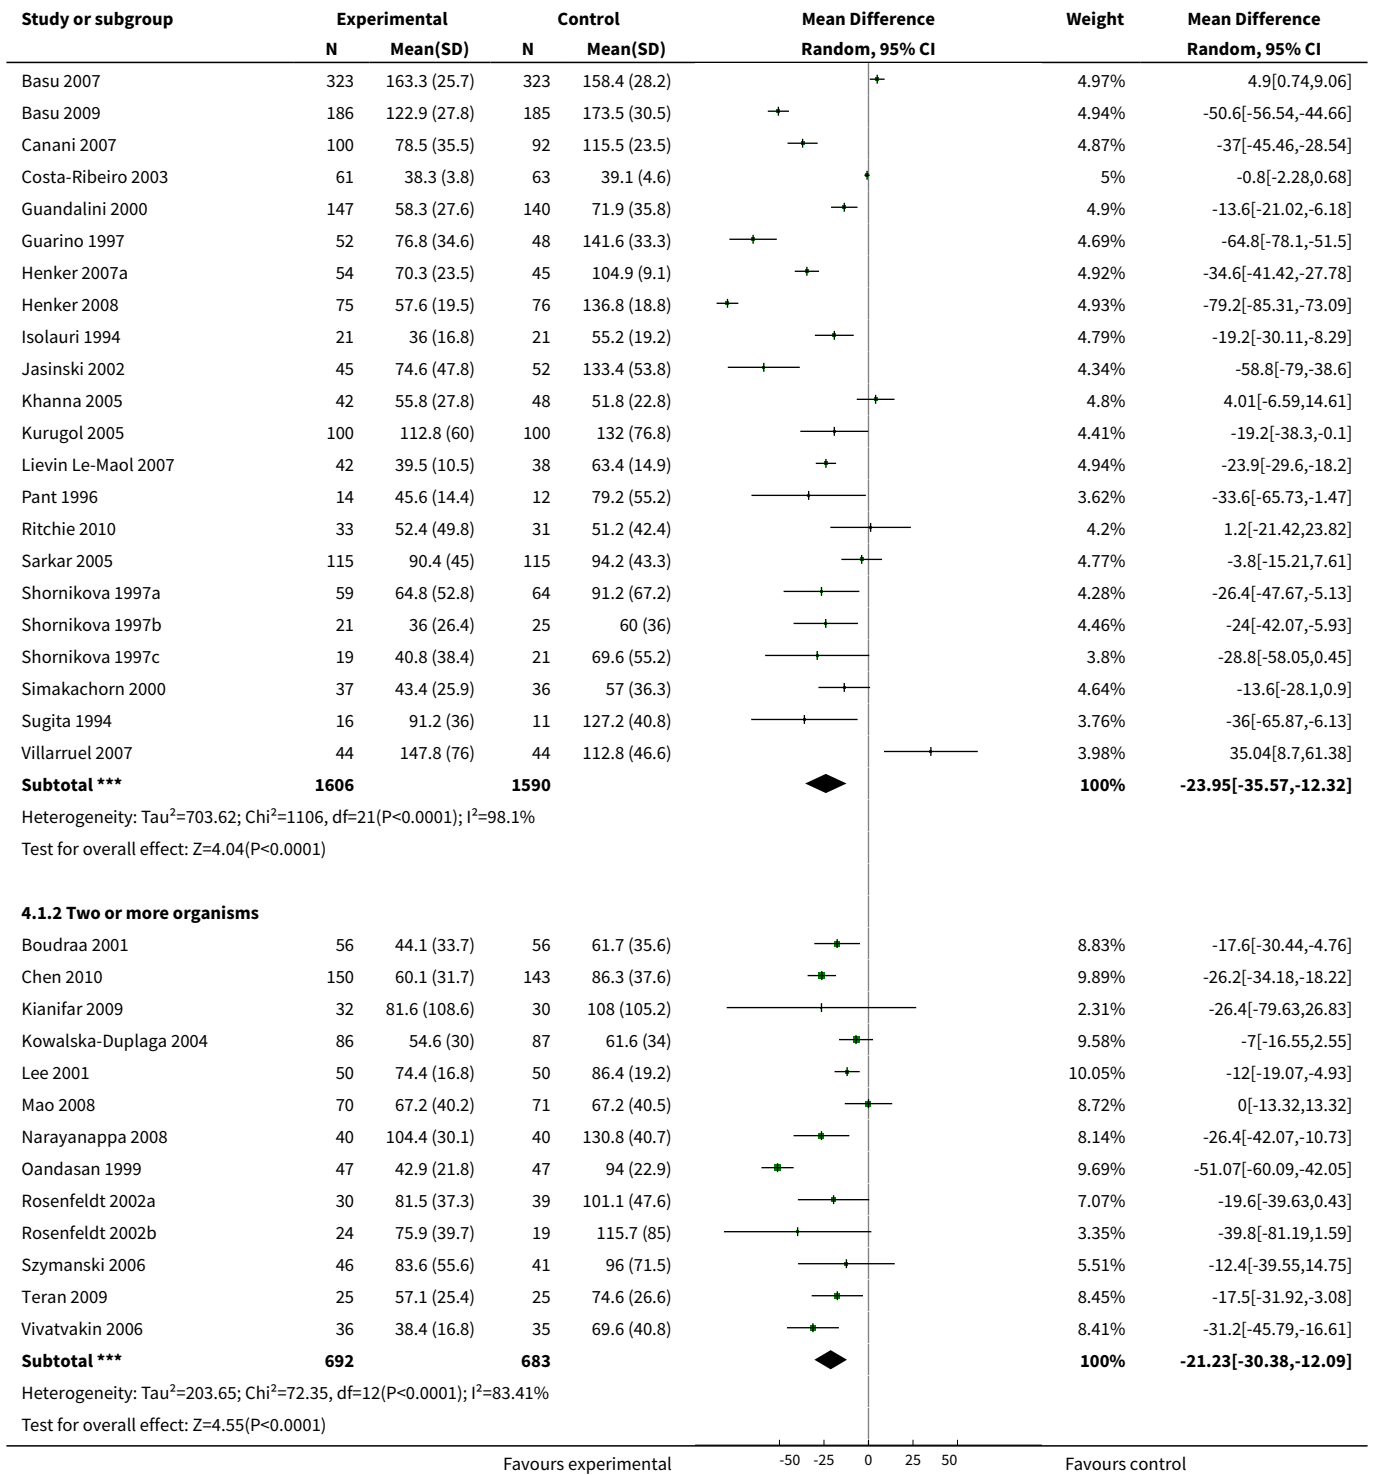 Study or subgroup Experimental Control Mean Difference Weight Mean Difference
N Mean(SD) N Mean(SD) Random, 95% CI Random, 95% CI
Basu 2007 323 163.3 (25.7) 323 158.4 (28.2) 4.97% 4.9[0.74,9.06]
Basu 2009 186 122.9 (27.8) 185 173.5 (30.5) 4.94% -50.6[-56.54,-44.66]
Canani 2007 100 78.5 (35.5) 92 115.5 (23.5) 4.87% -37[-45.46,-28.54]
Costa-Ribeiro 2003 61 38.3 (3.8) 63 39.1 (4.6) 5% -0.8[-2.28,0.68]
Guandalini 2000 147 58.3 (27.6) 140 71.9 (35.8) 4.9% -13.6[-21.02,-6.18]
Guarino 1997 52 76.8 (34.6) 48 141.6 (33.3) 4.69% -64.8[-78.1,-51.5]
Henker 2007a 54 70.3 (23.5) 45 104.9 (9.1) 4.92% -34.6[-41.42,-27.78]
Henker 2008 75 57.6 (19.5) 76 136.8 (18.8) 4.93% -79.2[-85.31,-73.09]
Isolauri 1994 21 36 (16.8) 21 55.2 (19.2) 4.79% -19.2[-30.11,-8.29]
Jasinski 2002 45 74.6 (47.8) 52 133.4 (53.8) 4.34% -58.8[-79,-38.6]
Khanna 2005 42 55.8 (27.8) 48 51.8 (22.8) 4.8% 4.01[-6.59,14.61]
Kurugol 2005 100 112.8 (60) 100 132 (76.8) 4.41% -19.2[-38.3,-0.1]
Lievin Le-Maol 2007 42 39.5 (10.5) 38 63.4 (14.9) 4.94% -23.9[-29.6,-18.2]
Pant 1996 14 45.6 (14.4) 12 79.2 (55.2) 3.62% -33.6[-65.73,-1.47]
Ritchie 2010 33 52.4 (49.8) 31 51.2 (42.4) 4.2% 1.2[-21.42,23.82]
Sarkar 2005 115 90.4 (45) 115 94.2 (43.3) 4.77% -3.8[-15.21,7.61]
Shornikova 1997a 59 64.8 (52.8) 64 91.2 (67.2) 4.28% -26.4[-47.67,-5.13]
Shornikova 1997b 21 36 (26.4) 25 60 (36) 4.46% -24[-42.07,-5.93]
Shornikova 1997c 19 40.8 (38.4) 21 69.6 (55.2) 3.8% -28.8[-58.05,0.45]
Simakachorn 2000 37 43.4 (25.9) 36 57 (36.3) 4.64% -13.6[-28.1,0.9]
Sugita 1994 16 91.2 (36) 11 127.2 (40.8) 3.76% -36[-65.87,-6.13]
Villarruel 2007 44 147.8 (76) 44 112.8 (46.6) 3.98% 35.04[8.7,61.38]
Subtotal *** 1606 1590 100% -23.95[-35.57,-12.32]
Heterogeneity: Tau²=703.62; Chi²=1106, df=21(P<0.0001); I²=98.1%
Test for overall effect: Z=4.04(P<0.0001)
4.1.2 Two or more organisms
Boudraa 2001 56 44.1 (33.7) 56 61.7 (35.6) 8.83% -17.6[-30.44,-4.76]
Chen 2010 150 60.1 (31.7) 143 86.3 (37.6) 9.89% -26.2[-34.18,-18.22]
Kianifar 2009 32 81.6 (108.6) 30 108 (105.2) 2.31% -26.4[-79.63,26.83]
Kowalska-Duplaga 2004 86 54.6 (30) 87 61.6 (34) 9.58% -7[-16.55,2.55]
Lee 2001 50 74.4 (16.8) 50 86.4 (19.2) 10.05% -12[-19.07,-4.93]
Mao 2008 70 67.2 (40.2) 71 67.2 (40.5) 8.72% 0[-13.32,13.32]
Narayanappa 2008 40 104.4 (30.1) 40 130.8 (40.7) 8.14% -26.4[-42.07,-10.73]
Oandasan 1999 47 42.9 (21.8) 47 94 (22.9) 9.69% -51.07[-60.09,-42.05]
Rosenfeldt 2002a 30 81.5 (37.3) 39 101.1 (47.6) 7.07% -19.6[-39.63,0.43]
Rosenfeldt 2002b 24 75.9 (39.7) 19 115.7 (85) 3.35% -39.8[-81.19,1.59]
Szymanski 2006 46 83.6 (55.6) 41 96 (71.5) 5.51% -12.4[-39.55,14.75]
Teran 2009 25 57.1 (25.4) 25 74.6 (26.6) 8.45% -17.5[-31.92,-3.08]
Vivatvakin 2006 36 38.4 (16.8) 35 69.6 (40.8) 8.41% -31.2[-45.79,-16.61]
Subtotal *** 692 683 100% -21.23[-30.38,-12.09]
Heterogeneity: Tau²=203.65; Chi²=72.35, df=12(P<0.0001); I²=83.41%
Test for overall effect: Z=4.55(P<0.0001)
Favours experimental -50 -25 0 25 50 Favours control